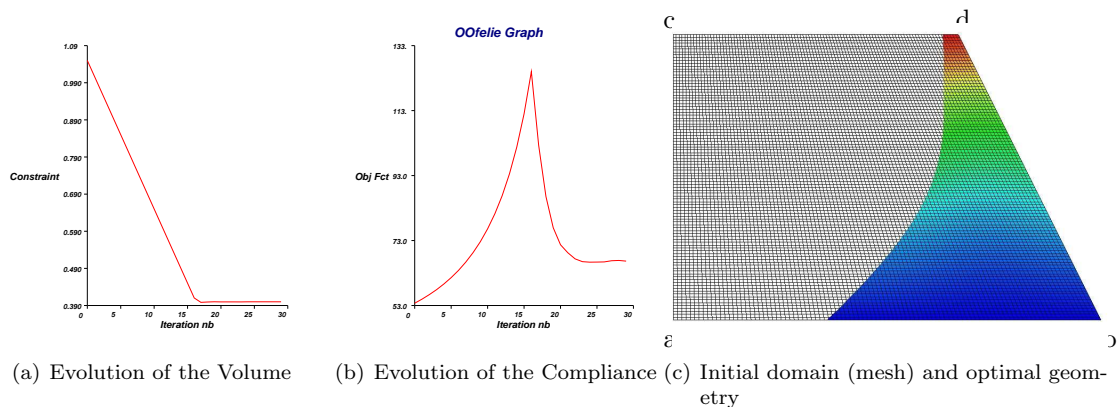 OOfelie Graph
1.09
0.990
0.890
0.790
Constraint
0.690
0.590
0.490
0.390
0 5 10 15 20 25 30
Iteration nb
133.
113.
Obj Fct 93.0
73.0
53.0
0 5 10 15 20 25 30
Iteration nb
c d
a
(a) Evolution of the Volume
(b) Evolution of the Compliance
(c) Initial domain (mesh) and optimal geom-
etry